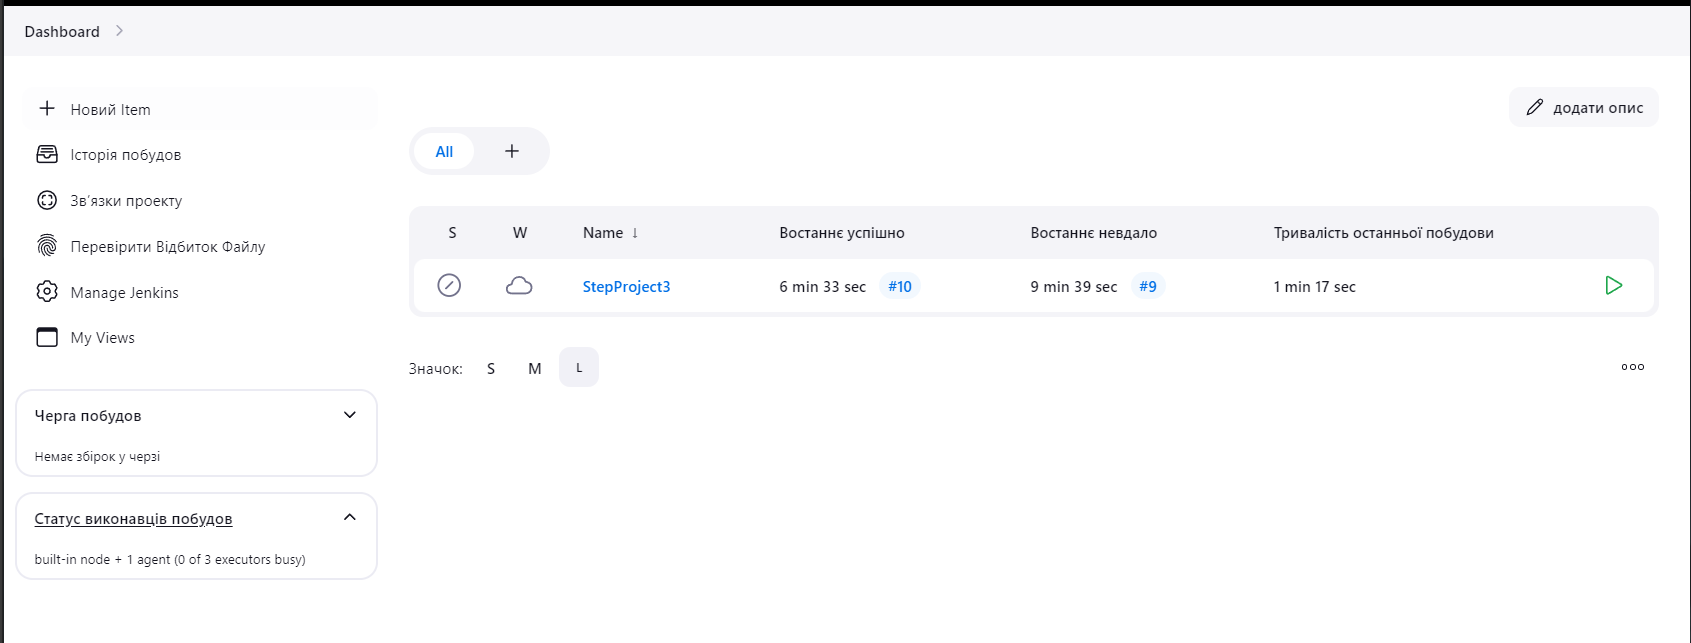 Dashboard
Новий Item
Історія побудов
Зв’язки проекту
Перевірити Відбиток Файлу
Manage Jenkins
My Views
Черга побудов
Немає збірок у черзі
Статус виконавців побудов
built-in node + 1 agent (0 of 3 executors busy)
додати опис
All +
S W Name ↓ Востаннє успішно Востаннє невдало Тривалість останньої побудови
StepProject3 6 min 33 sec #10 9 min 39 sec #9 1 min 17 sec
Значок: S M L